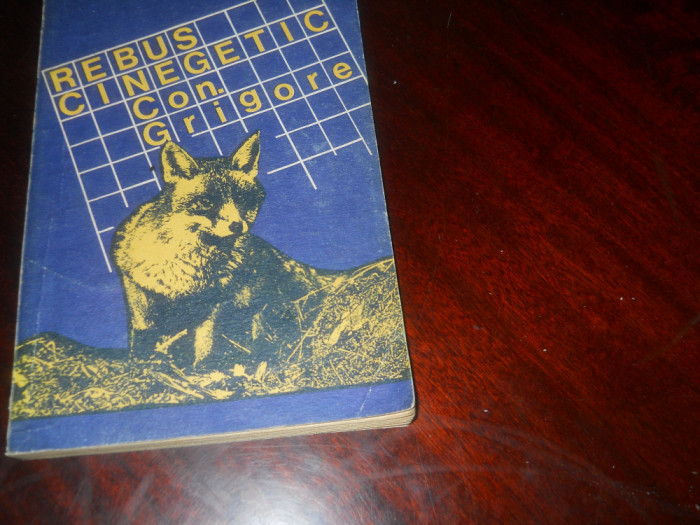 REBUS
CINEGETIC
Con.
Grigore